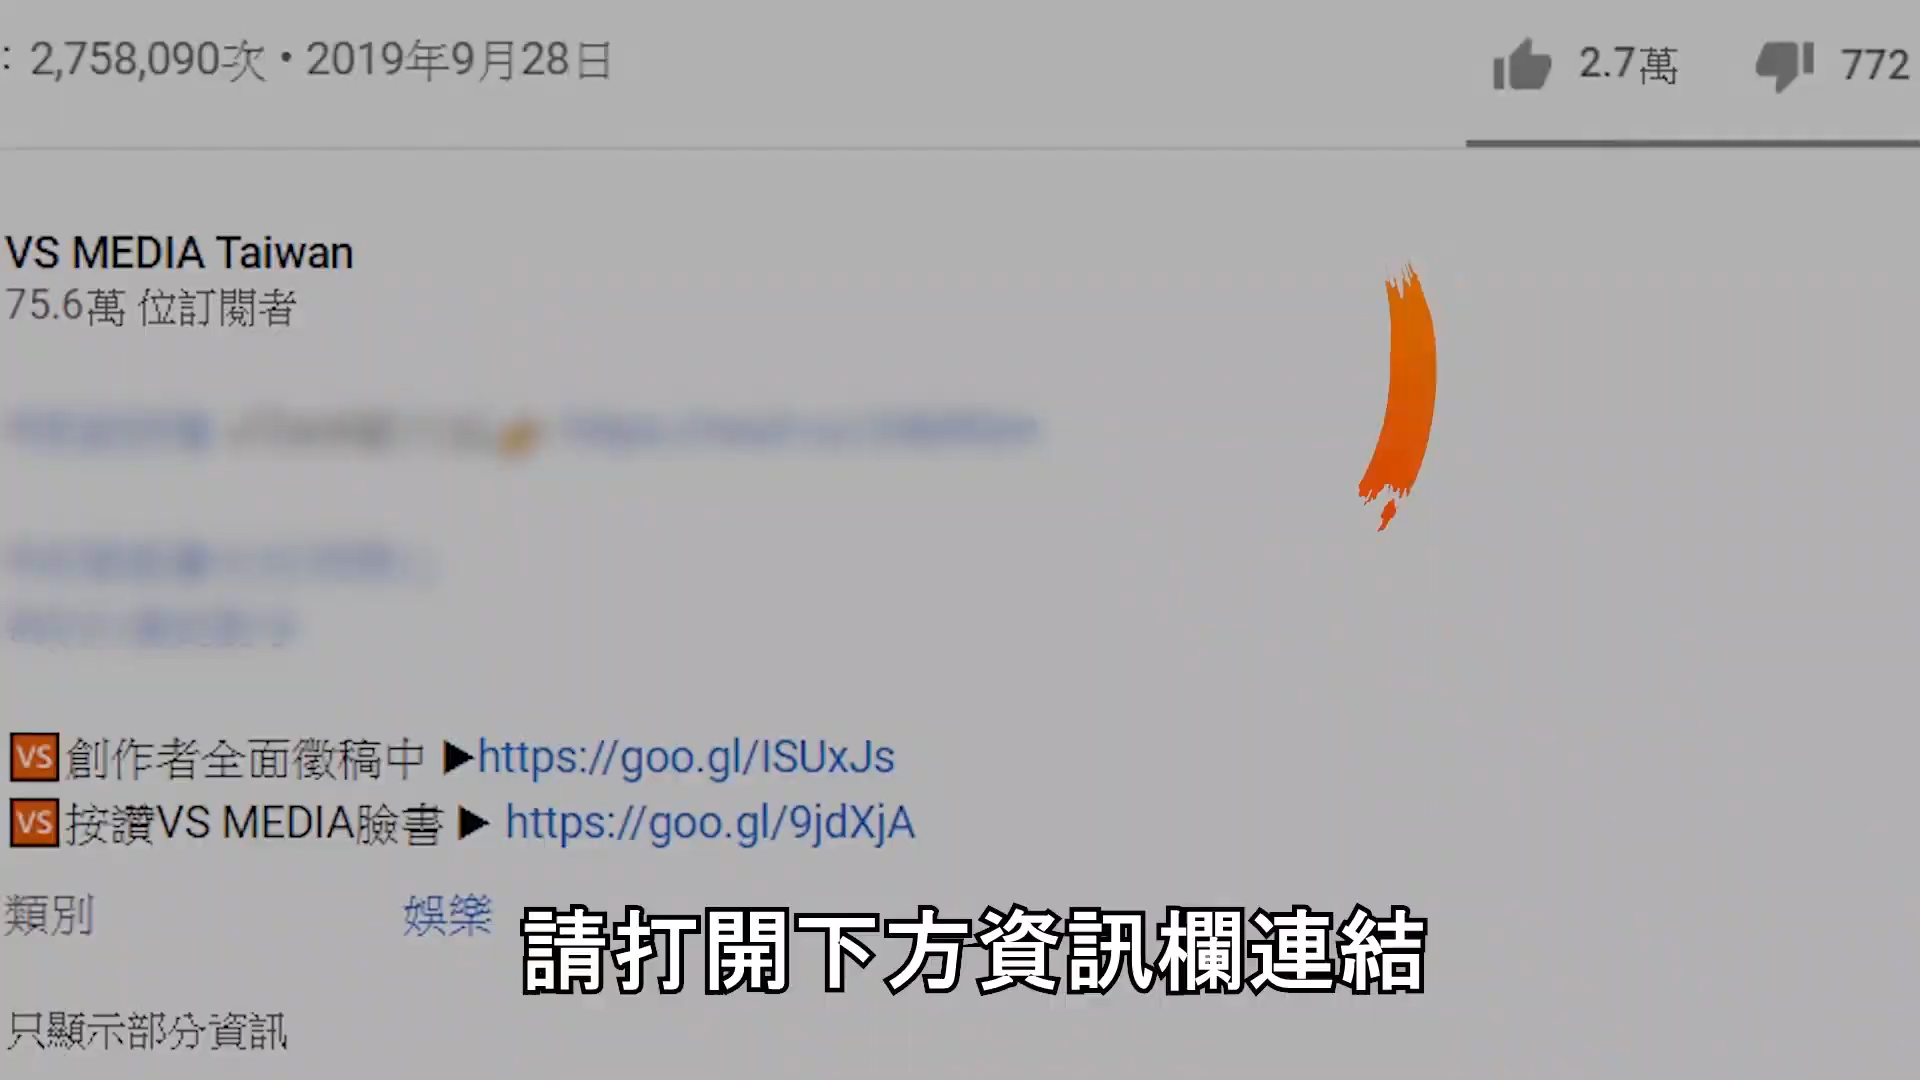 : 2,758,090次 • 2019年9月28日
2.7萬
772
VS MEDIA Taiwan
75.6萬 位訂閱者
VS創作者全面徵稿中 ▶https://goo.gl/ISUxJs
VS按讚VS MEDIA臉書 ▶ https://goo.gl/9jdXjA
類別 娛樂
請打開下方資訊欄連結
只顯示部分資訊